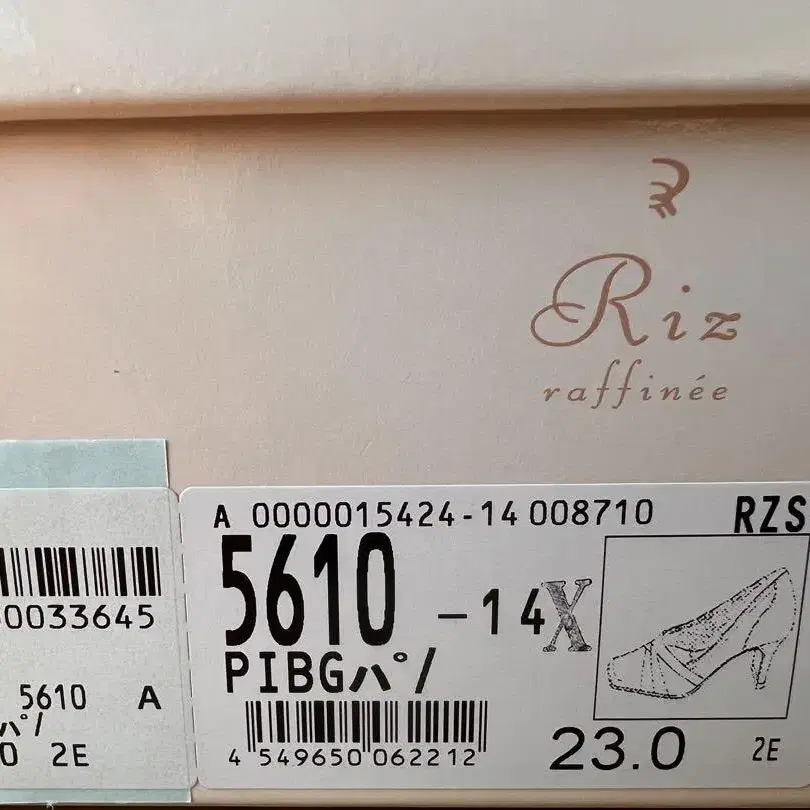 Riz
raffinée
A 0000015424-14 008710 RZS
5610 -14X
PIBGパ/
4 549650 062212
23.0 2E
0033645
5610 A
パ/
0 2E